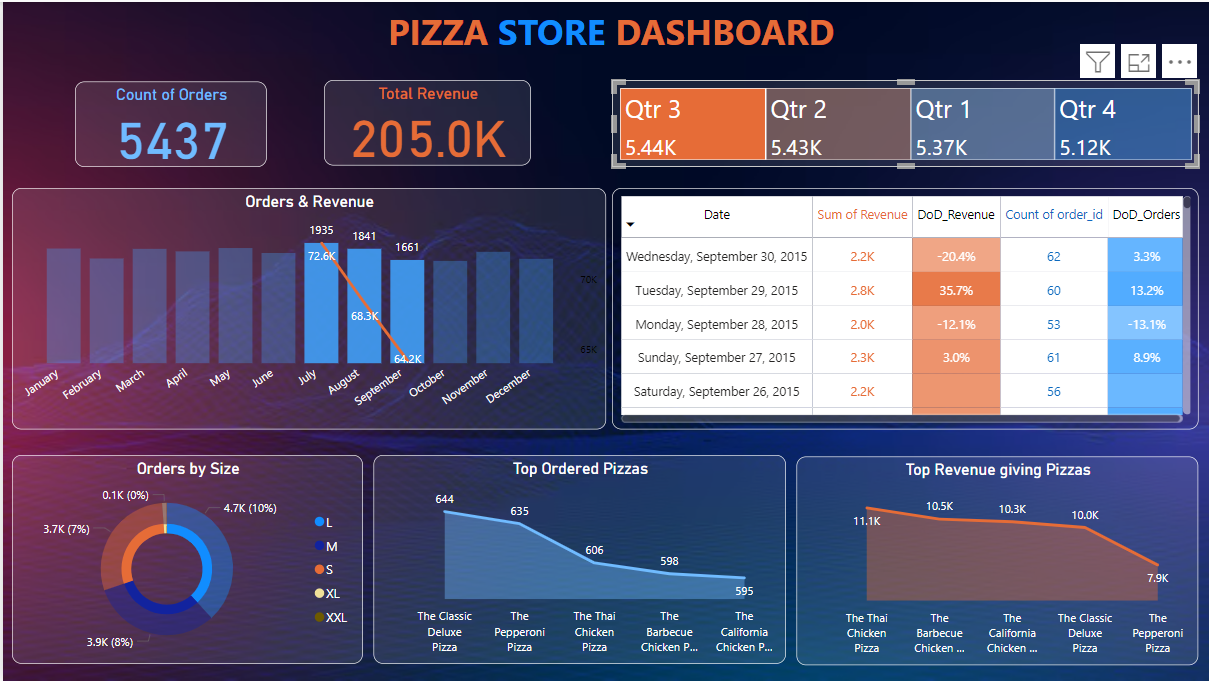 PIZZA STORE DASHBOARD
Count of Orders
5437
Total Revenue
205.0K
Qtr 3
5.44K
Qtr 2
5.43K
Qtr 1
5.37K
Qtr 4
5.12K
Orders & Revenue
1935
1841
1661
72.6K
68.3K
64.2K
70K
65K
January
February
March
April
May
June
July
August
September
October
November
December
Date Sum of Revenue DoD_Revenue Count of order_id DoD_Orders
Wednesday, September 30, 2015 2.2K -20.4% 62 3.3%
Tuesday, September 29, 2015 2.8K 35.7% 60 13.2%
Monday, September 28, 2015 2.0K -12.1% 53 -13.1%
Sunday, September 27, 2015 2.3K 3.0% 61 8.9%
Saturday, September 26, 2015 2.2K 56
Orders by Size
0.1K (0%)
4.7K (10%)
3.7K (7%)
3.9K (8%)
L
M
S
XL
XXL
Top Ordered Pizzas
644
635
606
598
595
The Classic
Deluxe
Pizza
The
Pepperoni
Pizza
The Thai
Chicken
Pizza
The
Barbecue
Chicken P...
The
California
Chicken P...
Top Revenue giving Pizzas
11.1K
10.5K
10.3K
10.0K
7.9K
The Thai
Chicken
Pizza
The
Barbecue
Chicken ...
The
California
Chicken ...
The Classic
Deluxe
Pizza
The
Pepperoni
Pizza